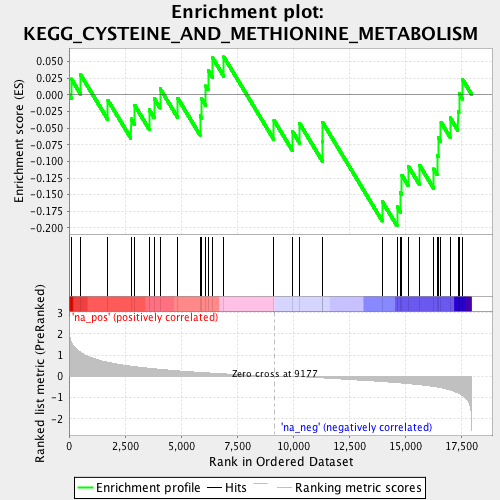 Enrichment plot:
KEGG_CYSTEINE_AND_METHIONINE_METABOLISM
Enrichment score (ES)
0.050
0.025
0.000
-0.025
-0.050
-0.075
-0.100
-0.125
-0.150
-0.175
-0.200
'na_pos' (positively correlated)
Ranked list metric (PreRanked)
3
2
1
0
-1
-2
Zero cross at 9177
'na_neg' (negatively correlated)
0
2,500
5,000
7,500
10,000
12,500
15,000
17,500
Rank in Ordered Dataset
Enrichment profile
Hits
Ranking metric scores